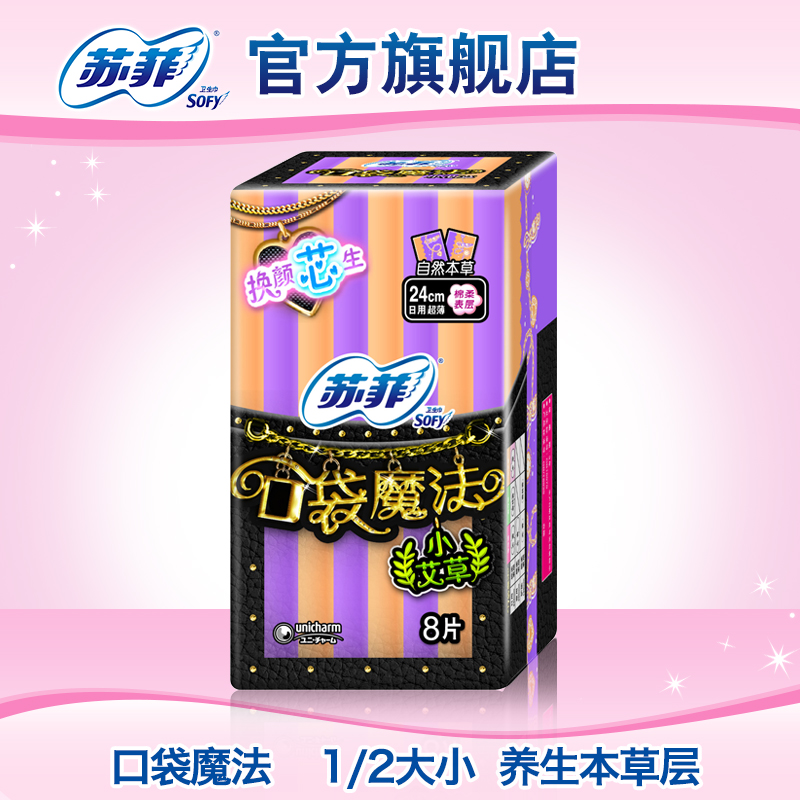 苏菲® 官方旗舰店
卫生巾
SOFY
换颜芯生
自然本草
24cm 棉柔
日用超薄 表层
苏菲®
卫生巾
SOFY
口袋魔法
小
艾草
unicharm
ユニ・チャーム
8片
口袋魔法 1/2大小 养生本草层